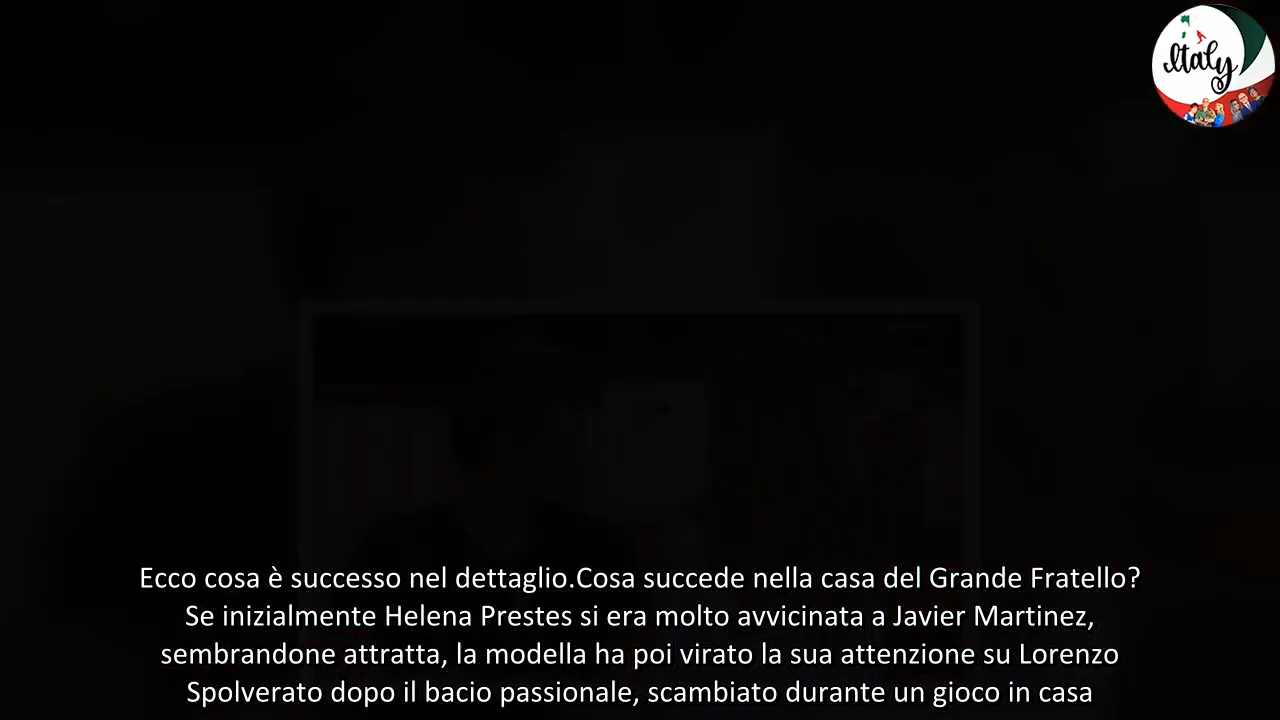 Italy
Ecco cosa è successo nel dettaglio.Cosa succede nella casa del Grande Fratello?
Se inizialmente Helena Prestes si era molto avvicinata a Javier Martinez,
sembrandone attratta, la modella ha poi virato la sua attenzione su Lorenzo
Spolverato dopo il bacio passionale, scambiato durante un gioco in casa